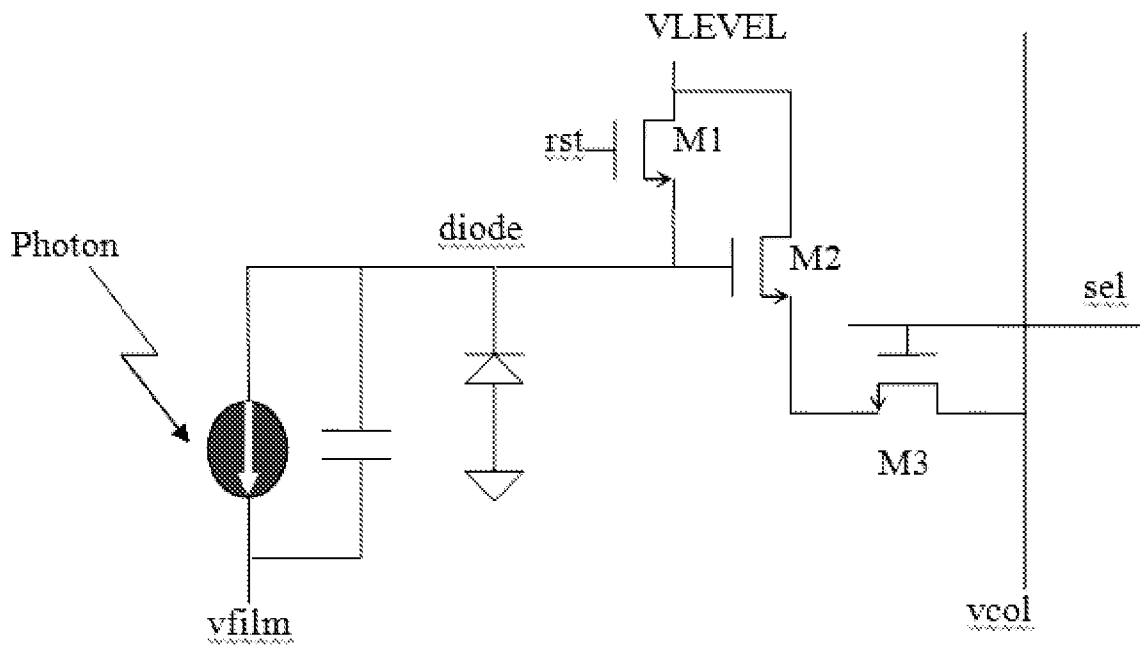 VLEVEL
rst
M1
diode
Photon
M2
sel
M3
vfilm
vcol